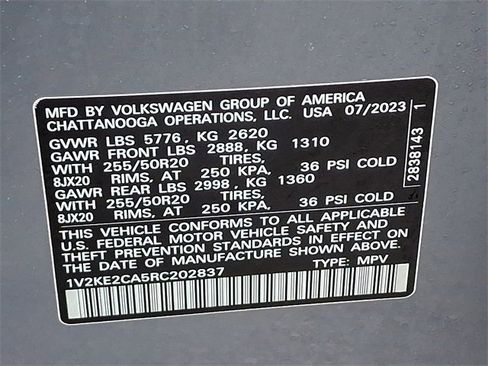 MFD BY VOLKSWAGEN GROUP OF AMERICA
CHATTANOOGA OPERATIONS, LLC. USA 07/2023
GVWR LBS 5776, KG 2620
GAWR FRONT LBS 2888, KG 1310
WITH 255/50R20 TIRES,
8JX20 RIMS, AT 250 KPA, 36 PSI COLD
GAWR REAR LBS 2998, KG 1360
WITH 255/50R20 TIRES,
8JX20 RIMS, AT 250 KPA, 36 PSI COLD
THIS VEHICLE CONFORMS TO ALL APPLICABLE
U.S. FEDERAL MOTOR VEHICLE SAFETY AND
THEFT PREVENTION STANDARDS IN EFFECT ON
THE DATE OF MANUFACTURE SHOWN ABOVE.
1V2KE2CA5RC202837 TYPE: MPV
2838143 1